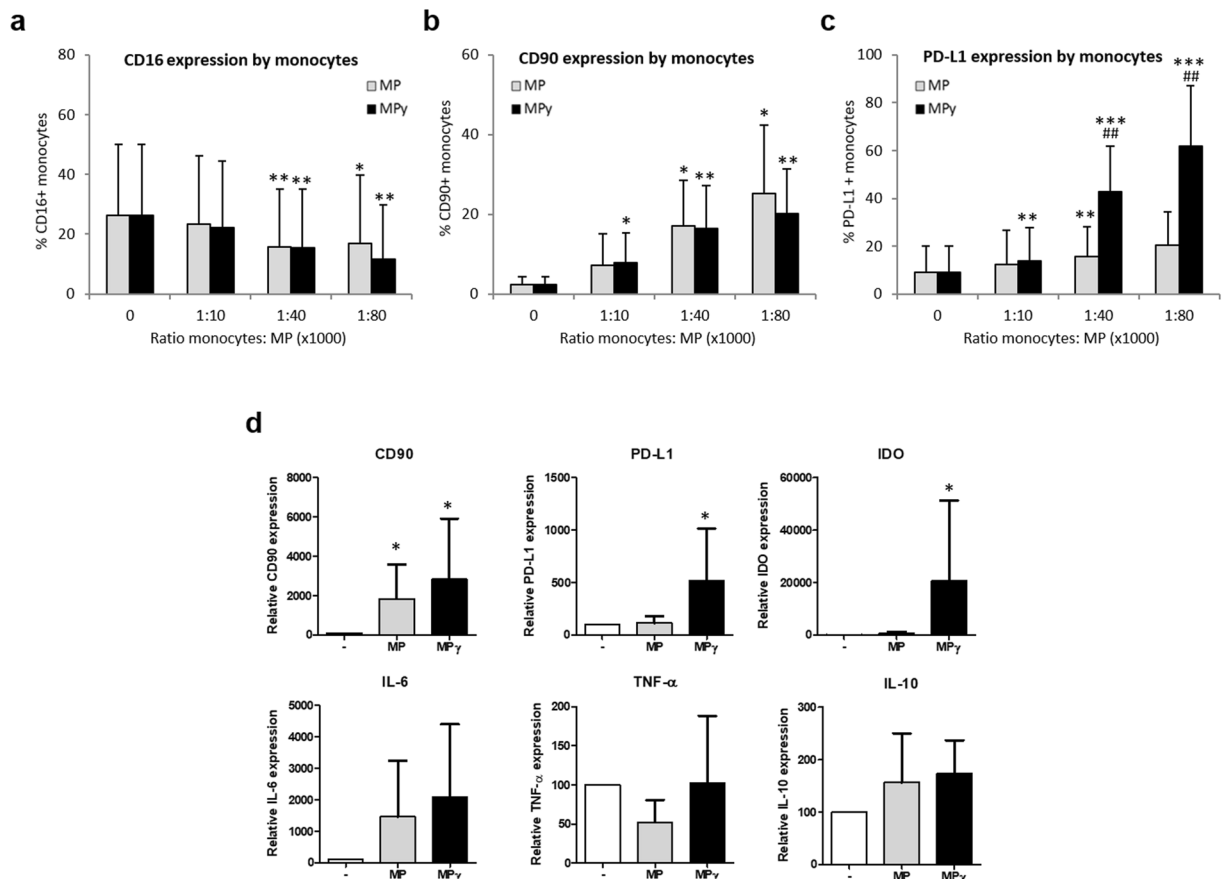 a
CD16 expression by monocytes
MP
MPγ
% CD16+ monocytes
80
60
40
20
0
** **
*
**
0 1:10 1:40 1:80
Ratio monocytes: MP (x1000)
b
CD90 expression by monocytes
MP
MPγ
% CD90+ monocytes
60
40
20
0
*
* **
*
**
0 1:10 1:40 1:80
Ratio monocytes: MP (x1000)
c
PD-L1 expression by monocytes
MP
MPγ
% PD-L1 + monocytes
100
80
60
40
20
0
**
**
***
##
***
##
0 1:10 1:40 1:80
Ratio monocytes: MP (x1000)
d
CD90
Relative CD90 expression
8000
6000
4000
2000
0
*
*
- MP MPγ
PD-L1
Relative PD-L1 expression
1500
1000
500
0
*
- MP MPγ
IDO
Relative IDO expression
60000
40000
20000
0
*
- MP MPγ
IL-6
Relative IL-6 expression
5000
4000
3000
2000
1000
0
- MP MPγ
TNF-α
Relative TNF-α expression
200
150
100
50
0
- MP MPγ
IL-10
Relative IL-10 expression
300
200
100
0
- MP MPγ